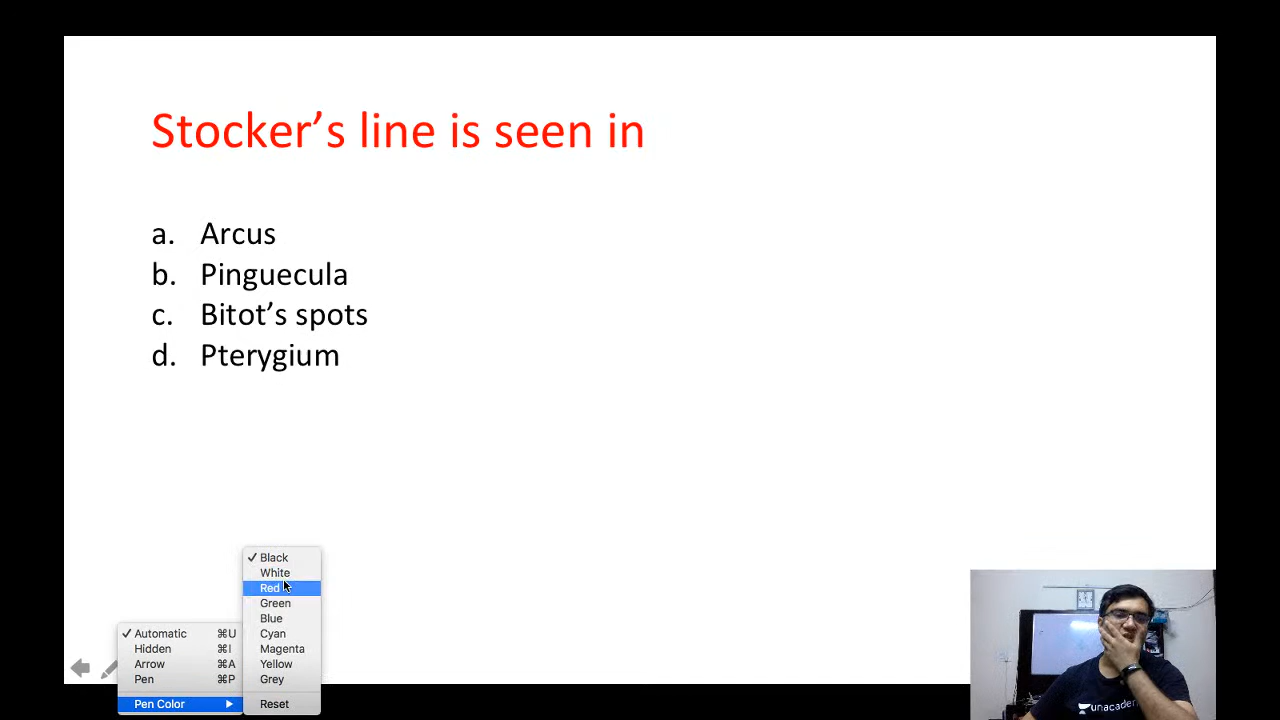 Stocker’s line is seen in
a. Arcus
b. Pinguecula
c. Bitot’s spots
d. Pterygium
✓ Black
White
Red
Green
Blue
Cyan
Magenta
Yellow
Grey
Reset
✓ Automatic ⌘U
Hidden ⌘I
Arrow ⌘A
Pen ⌘P
Pen Color ▶
unacadem